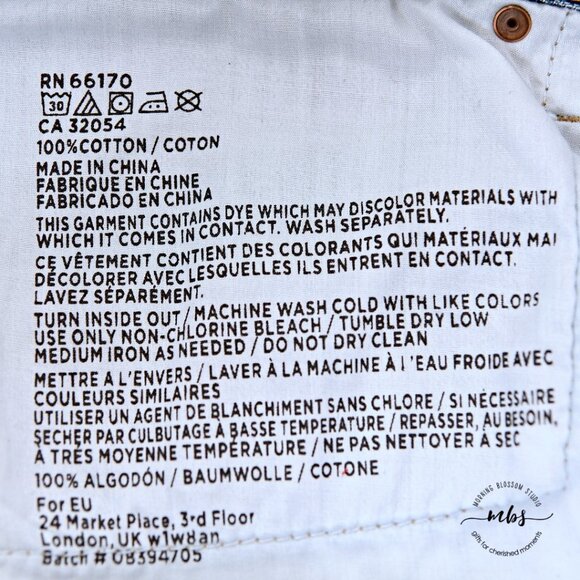 RN 66170
30
CA 32054
100%COTTON / COTON
MADE IN CHINA
FABRIQUE EN CHINE
FABRICADO EN CHINA
THIS GARMENT CONTAINS DYE WHICH MAY DISCOLOR MATERIALS WITH
WHICH IT COMES IN CONTACT. WASH SEPARATELY.
CE VÊTEMENT CONTIENT DES COLORANTS QUI MATÉRIAUX MAI
DÉCOLORER AVEC LESQUELLES ILS ENTRENT EN CONTACT.
LAVEZ SÉPARÉMENT.
TURN INSIDE OUT / MACHINE WASH COLD WITH LIKE COLORS
USE ONLY NON-CHLORINE BLEACH / TUMBLE DRY LOW
MEDIUM IRON AS NEEDED / DO NOT DRY CLEAN
METTRE A L'ENVERS / LAVER À LA MACHINE À L'EAU FROIDE AVEC
COULEURS SIMILAIRES
UTILISER UN AGENT DE BLANCHIMENT SANS CHLORE / SI NÉCESSAIRE
SÉCHER PAR CULBUTAGE À BASSE TEMPÉRATURE / REPASSER, AU BESOIN,
À TRÉS MOYENNE TEMPÉRATURE / NE PAS NETTOYER À SEC
100% ALGODÓN / BAUMWOLLE / COTONE
For EU
24 Market Place, 3rd Floor
London, UK w1w8an
Batch # 08394705
MORNING BLOSSOM STUDIO
mbs
gifts for cherished moments